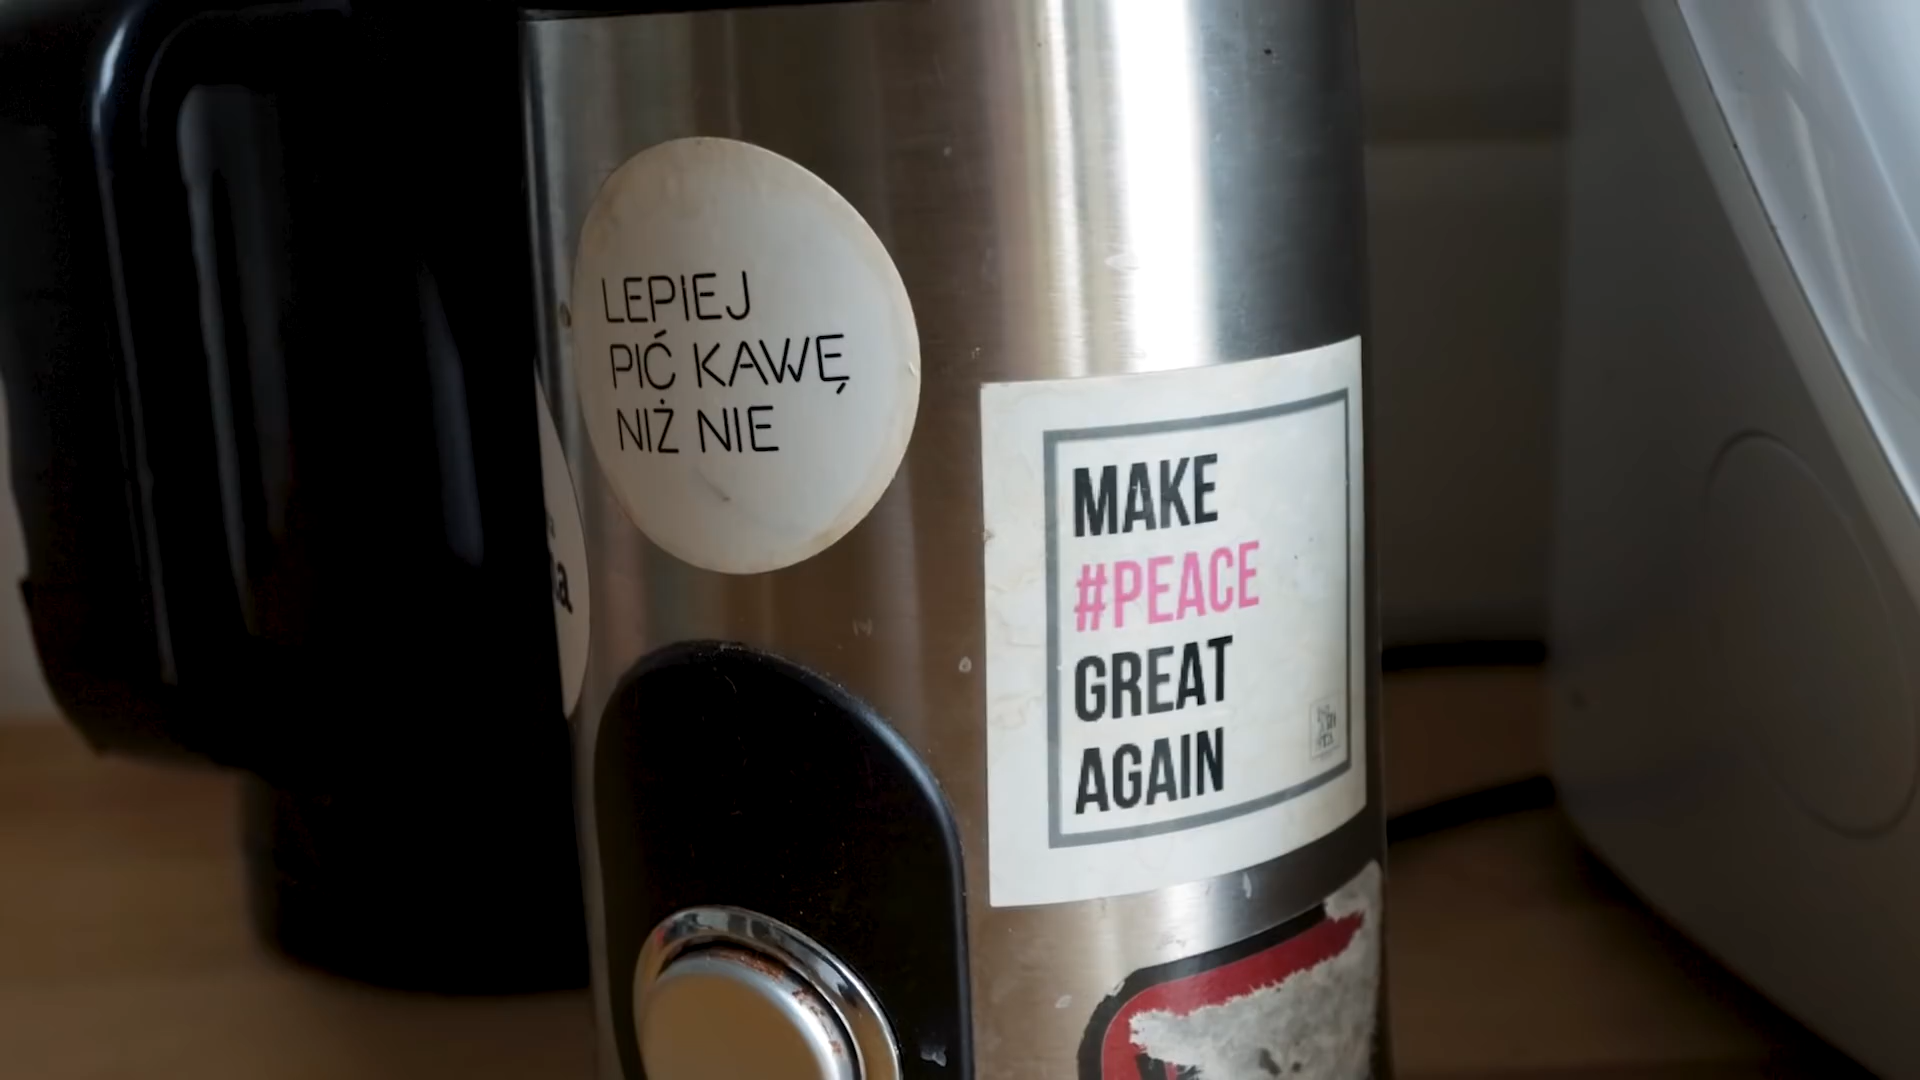 LEPIEJ
PIĆ KAWĘ
NIŻ NIE
MAKE
#PEACE
GREAT
AGAIN